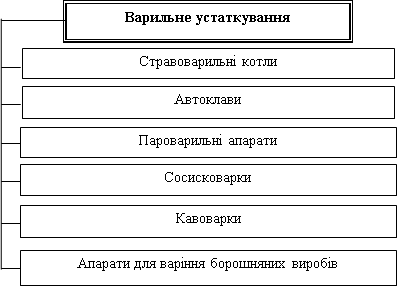 Варильне устаткування
Стравоварильні котли
Автоклави
Пароварильні апарати
Сосисковарки
Кавоварки
Апарати для варіння борошняних виробів